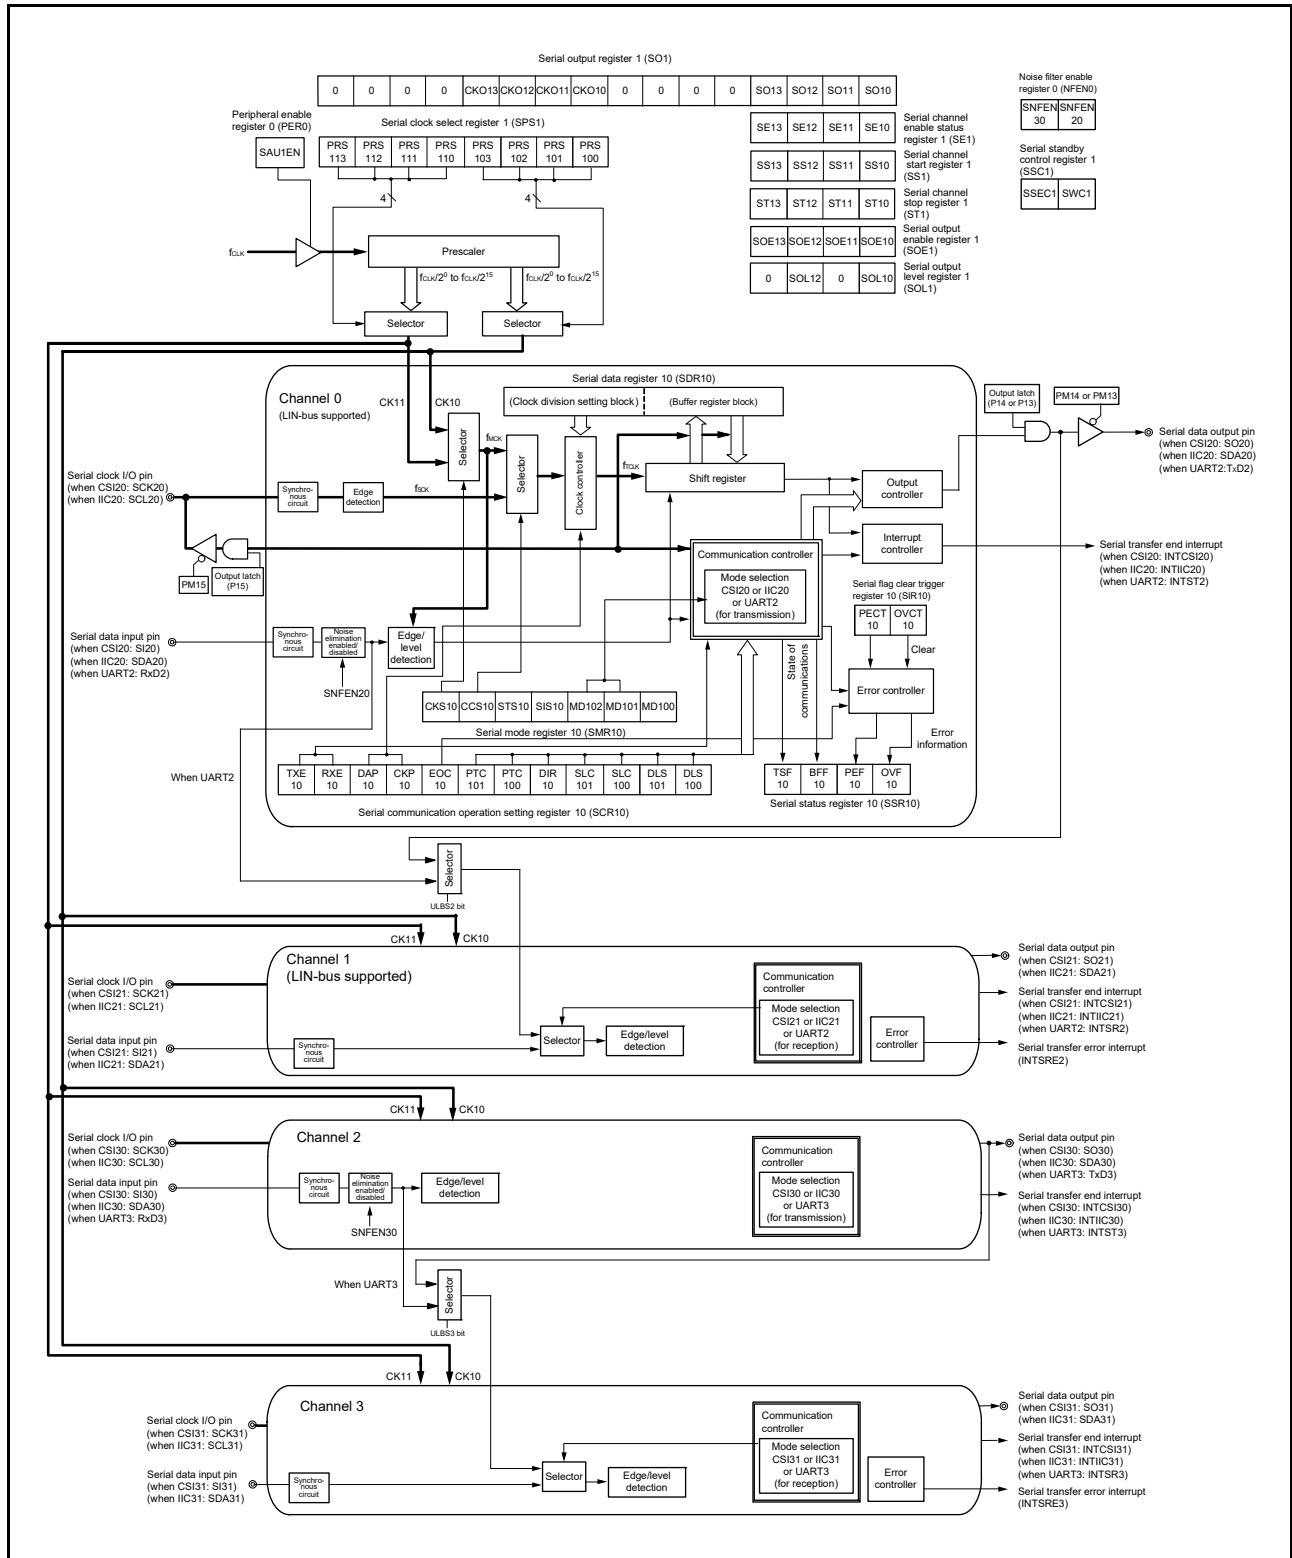 Serial output register 1 (SO1)
0 0 0 0 CKO13 CKO12 CKO11 CKO10 0 0 0 0 SO13 SO12 SO11 SO10
Noise filter enable
register 0 (NFEN0)
SNFEN 30 SNFEN 20
Peripheral enable
register 0 (PER0)
SAU1EN
Serial clock select register 1 (SPS1)
PRS 113 PRS 112 PRS 111 PRS 110 PRS 103 PRS 102 PRS 101 PRS 100
SE13 SE12 SE11 SE10
Serial channel
enable status
register 1 (SE1)
SS13 SS12 SS11 SS10
Serial channel
start register 1
(SS1)
ST13 ST12 ST11 ST10
Serial channel
stop register 1
(ST1)
SOE13 SOE12 SOE11 SOE10
Serial output
enable register 1
(SOE1)
0 SOL12 0 SOL10
Serial output
level register 1
(SOL1)
Serial standby
control register 1
(SSC1)
SSEC1 SWC1
4
4
fCLK
Prescaler
fCLK/2⁰ to fCLK/2¹⁵
fCLK/2⁰ to fCLK/2¹⁵
Selector
Selector
Channel 0
(LIN-bus supported)
CK11
CK10
Serial data register 10 (SDR10)
(Clock division setting block)
(Buffer register block)
Selector
fMCK
Selector
Clock controller
fTCLK
Shift register
Output latch
(P14 or P13)
PM14 or PM13
Serial data output pin
(when CSI20: SO20)
(when IIC20: SDA20)
(when UART2:TxD2)
Serial clock I/O pin
(when CSI20: SCK20)
(when IIC20: SCL20)
Synchro-
nous
circuit
Edge
detection
fSCK
Output
controller
Interrupt
controller
Serial transfer end interrupt
(when CSI20: INTCSI20)
(when IIC20: INTIIC20)
(when UART2: INTST2)
PM15
Output latch
(P15)
Communication controller
Mode selection
CSI20 or IIC20
or UART2
(for transmission)
Serial flag clear trigger
register 10 (SIR10)
PECT 10 OVCT 10
Clear
Serial data input pin
(when CSI20: SI20)
(when IIC20: SDA20)
(when UART2: RxD2)
Synchro-
nous
circuit
Noise
elimination
enabled/
disabled
Edge/
level
detection
SNFEN20
State of
communications
Error controller
Error
information
CKS10 CCS10 STS10 SIS10 MD102 MD101 MD100
Serial mode register 10 (SMR10)
When UART2
TXE 10 RXE 10 DAP 10 CKP 10 EOC 10 PTC 101 PTC 100 DIR 10 SLC 101 SLC 100 DLS 101 DLS 100
Serial communication operation setting register 10 (SCR10)
TSF 10 BFF 10 PEF 10 OVF 10
Serial status register 10 (SSR10)
Selector
ULBS2 bit
CK11
CK10
Channel 1
(LIN-bus supported)
Serial clock I/O pin
(when CSI21: SCK21)
(when IIC21: SCL21)
Serial data input pin
(when CSI21: SI21)
(when IIC21: SDA21)
Synchro-
nous
circuit
Selector
Edge/level
detection
Communication
controller
Mode selection
CSI21 or IIC21
or UART2
(for reception)
Error
controller
Serial data output pin
(when CSI21: SO21)
(when IIC21: SDA21)
Serial transfer end interrupt
(when CSI21: INTCSI21)
(when IIC21: INTIIC21)
(when UART2: INTSR2)
Serial transfer error interrupt
(INTSRE2)
CK11
CK10
Channel 2
Serial clock I/O pin
(when CSI30: SCK30)
(when IIC30: SCL30)
Serial data input pin
(when CSI30: SI30)
(when IIC30: SDA30)
(when UART3: RxD3)
Synchro-
nous
circuit
Noise
elimination
enabled/
disabled
Edge/level
detection
SNFEN30
Communication
controller
Mode selection
CSI30 or IIC30
or UART3
(for transmission)
Serial data output pin
(when CSI30: SO30)
(when IIC30: SDA30)
(when UART3: TxD3)
Serial transfer end interrupt
(when CSI30: INTCSI30)
(when IIC30: INTIIC30)
(when UART3: INTST3)
When UART3
Selector
ULBS3 bit
CK11
CK10
Channel 3
Serial clock I/O pin
(when CSI31: SCK31)
(when IIC31: SCL31)
Serial data input pin
(when CSI31: SI31)
(when IIC31: SDA31)
Synchro-
nous
circuit
Selector
Edge/level
detection
Communication
controller
Mode selection
CSI31 or IIC31
or UART3
(for reception)
Error
controller
Serial data output pin
(when CSI31: SO31)
(when IIC31: SDA31)
Serial transfer end interrupt
(when CSI31: INTCSI31)
(when IIC31: INTIIC31)
(when UART3: INTSR3)
Serial transfer error interrupt
(INTSRE3)